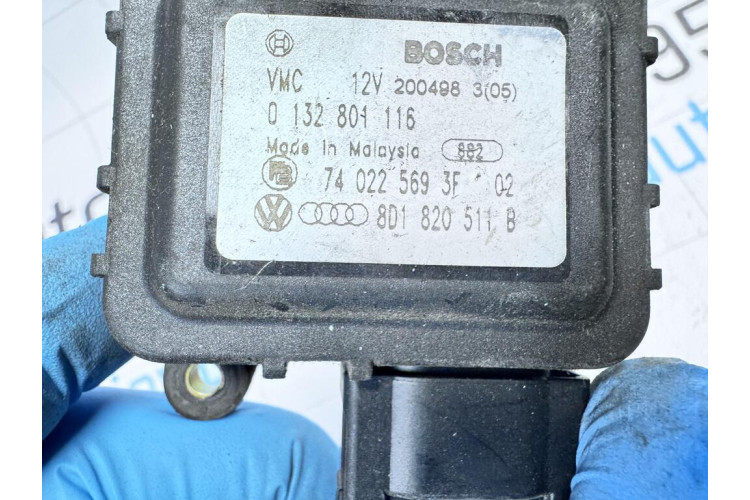 BOSCH
VMC 12V 200498 3(05)
0 132 801 116
Made in Malaysia 882
74 022 569 3F 02
8D1 820 511 B